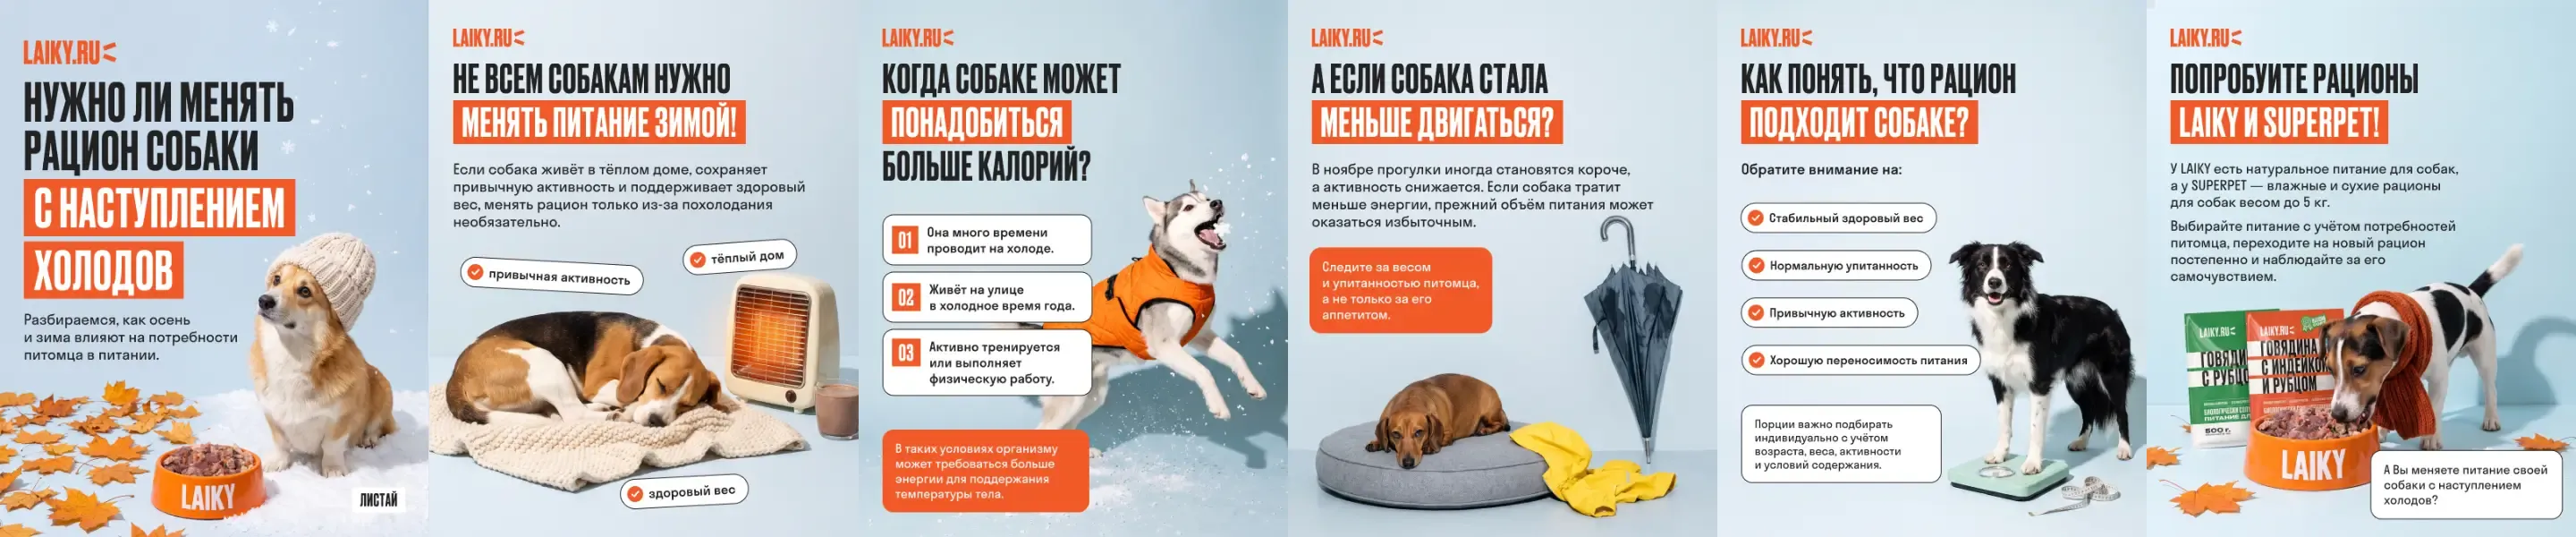 LAIKY.RU
НУЖНО ЛИ МЕНЯТЬ
РАЦИОН СОБАКИ
С НАСТУПЛЕНИЕМ
ХОЛОДОВ
Разбираемся, как осень
и зима влияют на потребности
питомца в питании.
LAIKY
ЛИСТАЙ
LAIKY.RU
НЕ ВСЕМ СОБАКАМ НУЖНО
МЕНЯТЬ ПИТАНИЕ ЗИМОЙ!
Если собака живёт в тёплом доме, сохраняет
привычную активность и поддерживает здоровый
вес, менять рацион только из-за похолодания
необязательно.
тёплый дом
привычная активность
здоровый вес
LAIKY.RU
КОГДА СОБАКЕ МОЖЕТ
ПОНАДОБИТЬСЯ
БОЛЬШЕ КАЛОРИЙ?
01 Она много времени
проводит на холоде.
02 Живёт на улице
в холодное время года.
03 Активно тренируется
или выполняет
физическую работу.
В таких условиях организму
может требоваться больше
энергии для поддержания
температуры тела.
LAIKY.RU
А ЕСЛИ СОБАКА СТАЛА
МЕНЬШЕ ДВИГАТЬСЯ?
В ноябре прогулки иногда становятся короче,
а активность снижается. Если собака тратит
меньше энергии, прежний объём питания может
оказаться избыточным.
Следите за весом
и упитанностью питомца,
а не только за его
аппетитом.
LAIKY.RU
КАК ПОНЯТЬ, ЧТО РАЦИОН
ПОДХОДИТ СОБАКЕ?
Обратите внимание на:
Стабильный здоровый вес
Нормальную упитанность
Привычную активность
Хорошую переносимость питания
Порции важно подбирать
индивидуально с учётом
возраста, веса, активности
и условий содержания.
LAIKY.RU
ПОПРОБУЙТЕ РАЦИОНЫ
LAIKY И SUPERPET!
У LAIKY есть натуральное питание для собак,
а у SUPERPET — влажные и сухие рационы
для собак весом до 5 кг.
Выбирайте питание с учётом потребностей
питомца, переходите на новый рацион
постепенно и наблюдайте за его
самочувствием.
LAIKY.RU
ГОВЯДИ
С РУБЦО
500 г.
LAIKY.RU
ГОВЯДИНА
С ИНДЕЙКОЙ
И РУБЦОМ
LAIKY
А Вы меняете питание своей
собаки с наступлением
холодов?